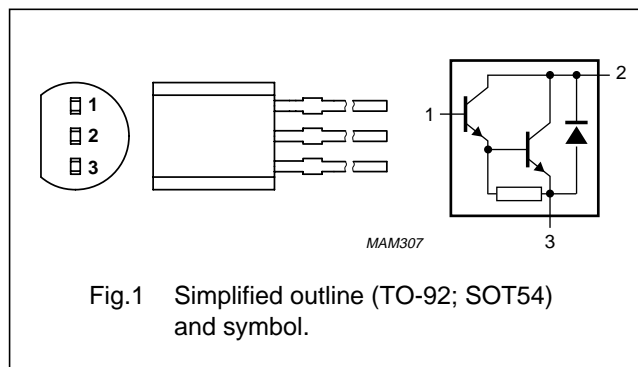 1
2
3
1
2
3
MAM307
Fig.1 Simplified outline (TO-92; SOT54)
and symbol.